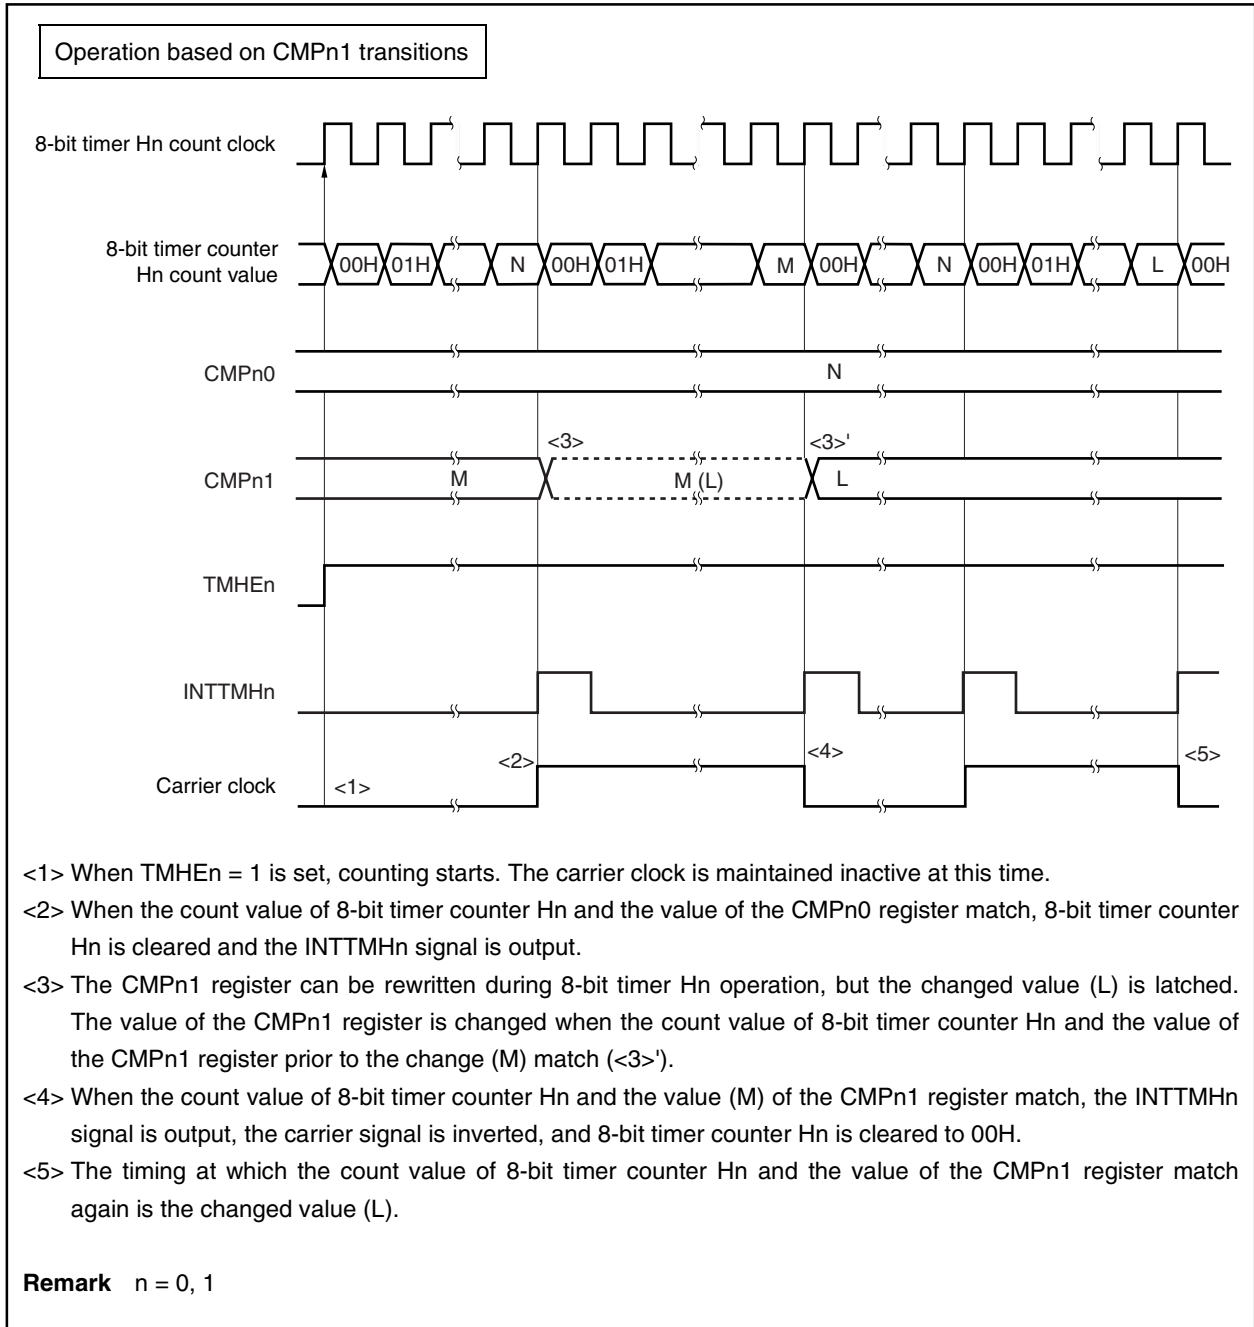 Operation based on CMPn1 transitions
8-bit timer Hn count clock
8-bit timer counter
Hn count value
00H 01H N 00H 01H M 00H N 00H 01H L 00H
CMPn0
N
<3> <3>'
CMPn1
M M (L) L
TMHEn
INTTMHn
<2> <4> <5>
Carrier clock
<1>
<1> When TMHEn = 1 is set, counting starts. The carrier clock is maintained inactive at this time.
<2> When the count value of 8-bit timer counter Hn and the value of the CMPn0 register match, 8-bit timer counter
Hn is cleared and the INTTMHn signal is output.
<3> The CMPn1 register can be rewritten during 8-bit timer Hn operation, but the changed value (L) is latched.
The value of the CMPn1 register is changed when the count value of 8-bit timer counter Hn and the value of
the CMPn1 register prior to the change (M) match (<3>').
<4> When the count value of 8-bit timer counter Hn and the value (M) of the CMPn1 register match, the INTTMHn
signal is output, the carrier signal is inverted, and 8-bit timer counter Hn is cleared to 00H.
<5> The timing at which the count value of 8-bit timer counter Hn and the value of the CMPn1 register match
again is the changed value (L).
Remark n = 0, 1